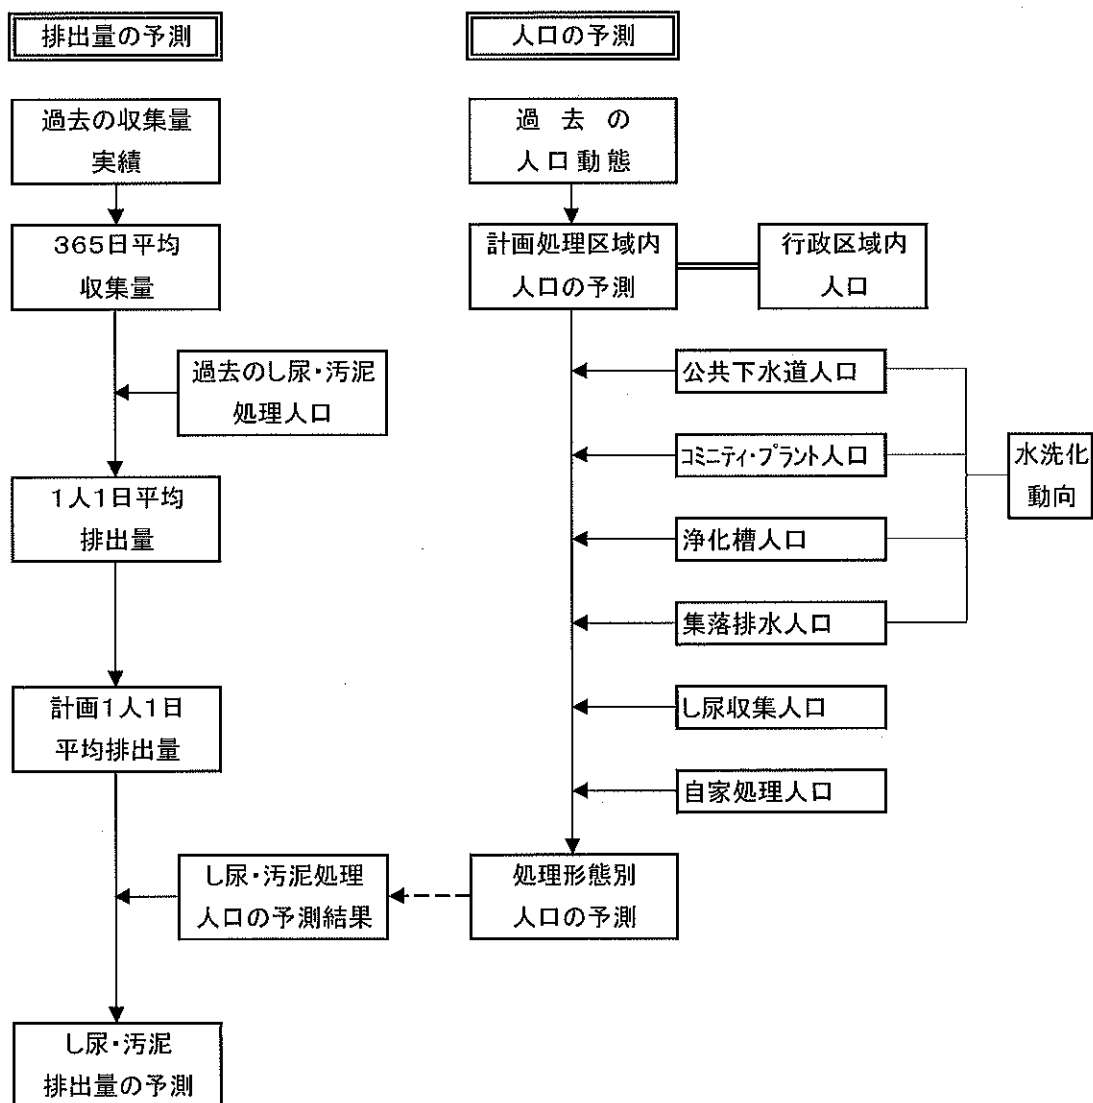 排出量の予測
過去の収集量
実績
365日平均
収集量
過去のし尿・汚泥
処理人口
1人1日平均
排出量
計画1人1日
平均排出量
し尿・汚泥処理
人口の予測結果
し尿・汚泥
排出量の予測
人口の予測
過去の
人口動態
計画処理区域内
人口の予測
行政区域内
人口
公共下水道人口
コミニティ・プラント人口
浄化槽人口
集落排水人口
水洗化
動向
し尿収集人口
自家処理人口
処理形態別
人口の予測